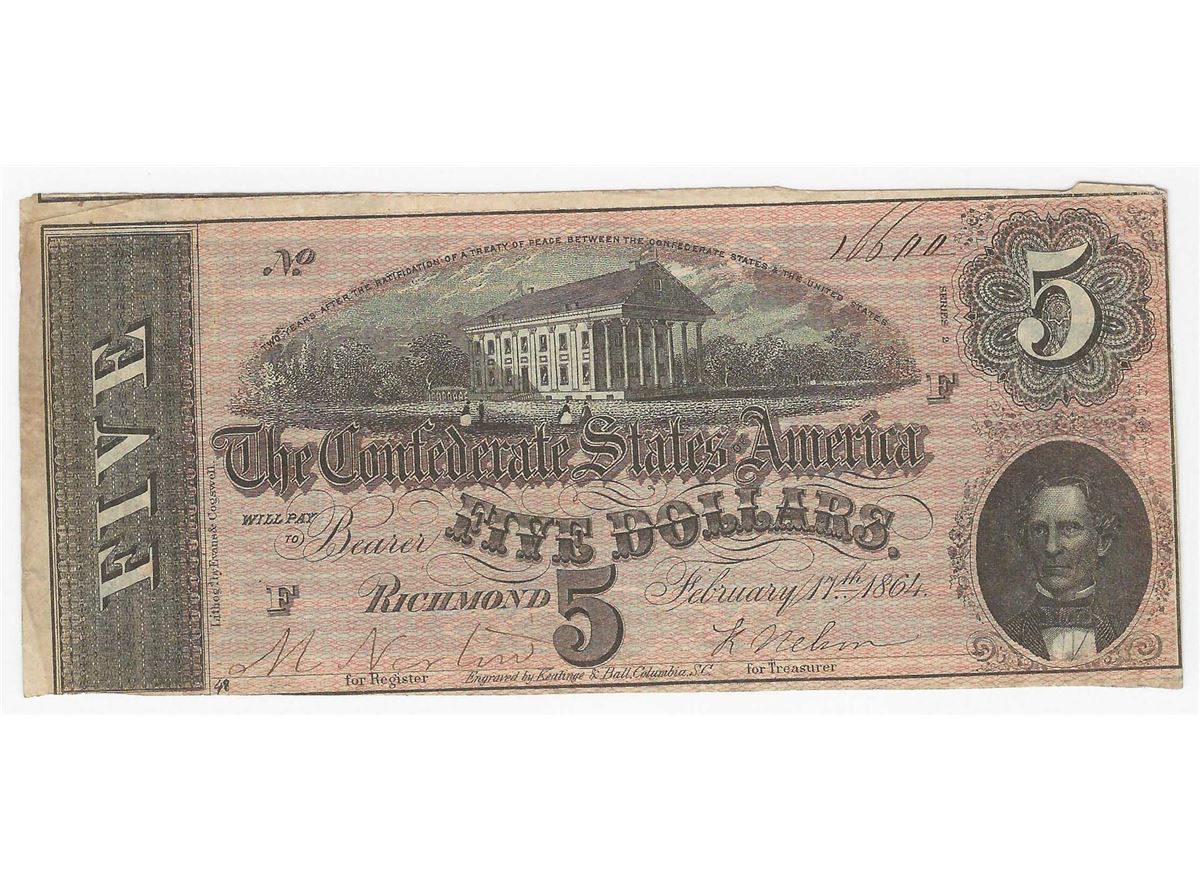 TWO YEARS AFTER THE RATIFICATION OF A TREATY OF PEACE BETWEEN THE CONFEDERATE STATES & THE UNITED STATES
No 16600
SERIES 2
5
FIVE
F
The Confederate States of America
WILL PAY TO Bearer FIVE DOLLARS.
F
RICHMOND 5 February 17th 1864.
Lithog'd by Evans & Cogswell.
for Register
for Treasurer
Engraved by Keatinge & Ball, Columbia, S.C.
48